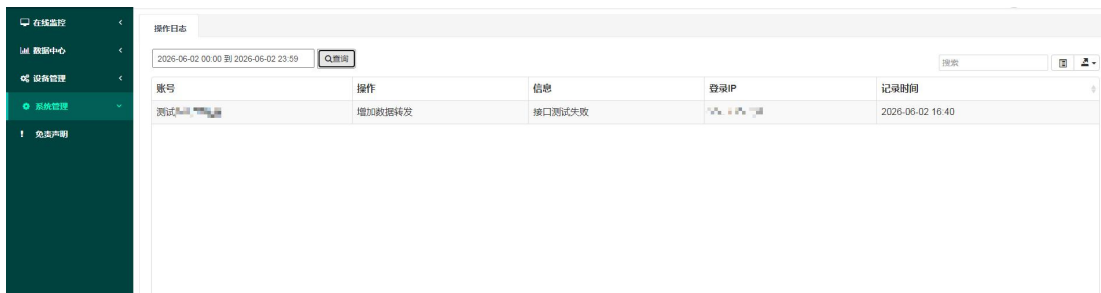 在线监控
数据中心
设备管理
系统管理
! 免责声明
操作日志
2026-06-02 00:00 到 2026-06-02 23:59 查询
搜索
账号 操作 信息 登录IP 记录时间
测试 增加数据转发 接口测试失败 2026-06-02 16:40